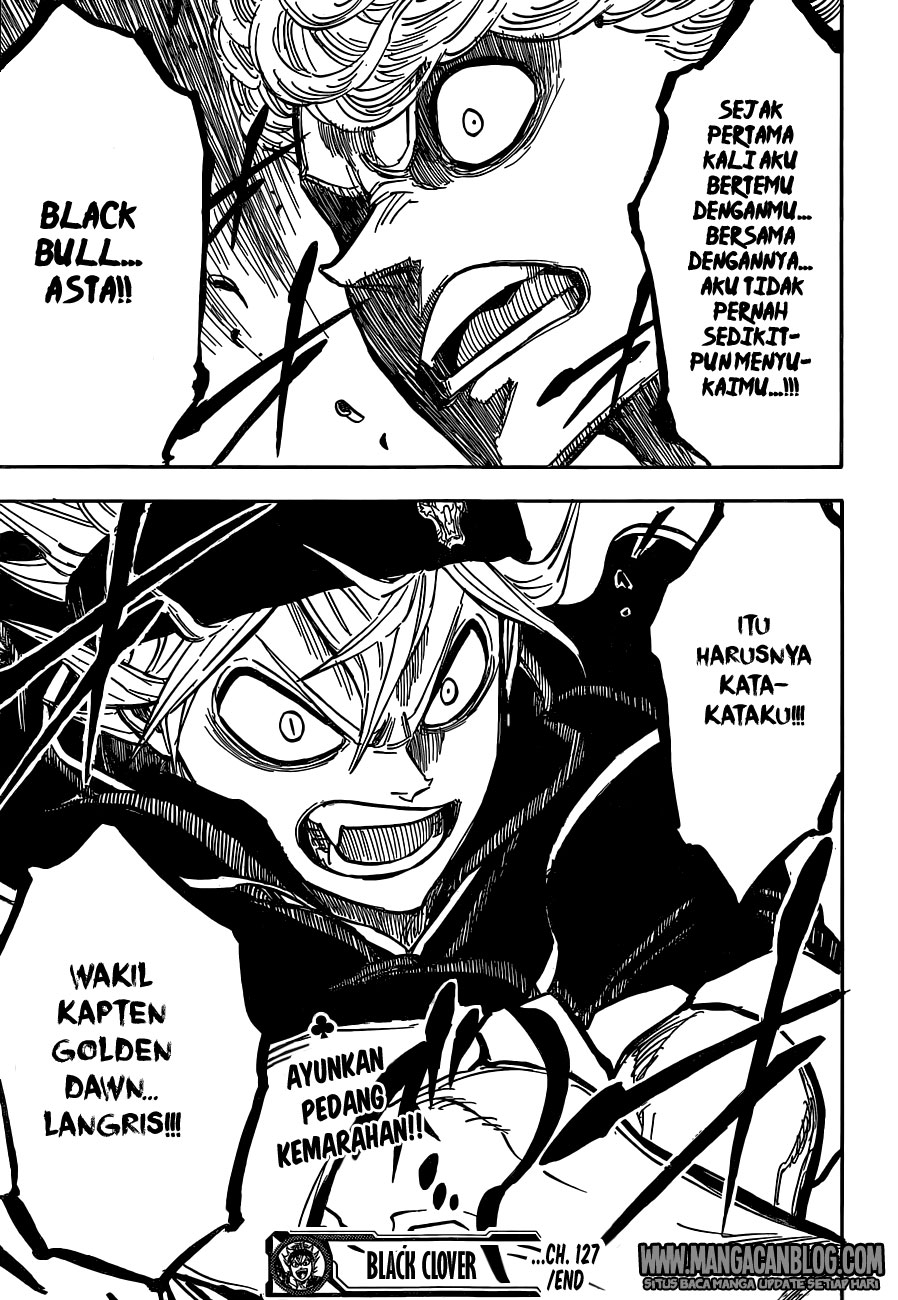 SEJAK
PERTAMA
KALI AKU
BERTEMU
DENGANMU...
BERSAMA
DENGANNYA...
AKU TIDAK
PERNAH
SEDIKIT-
PUN MENYU-
KAIMU...!!!
BLACK
BULL...
ASTA!!
ITU
HARUSNYA
KATA-
KATAKU!!!
WAKIL
KAPTEN
GOLDEN
DAWN...
LANGRIS!!!
AYUNKAN
PEDANG
KEMARAHAN!!
BLACK CLOVER
...CH. 127
/END
WWW.MANGACANBLOG.COM
SITUS BACA MANGA UPDATE SETIAP HARI